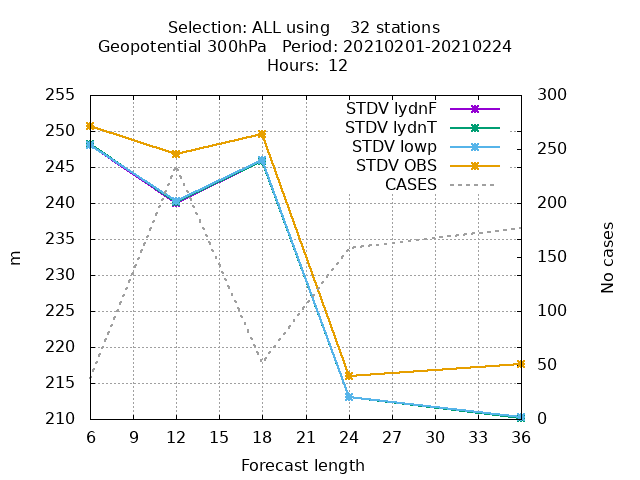 Selection: ALL using    32 stations
Geopotential 300hPa   Period: 20210201-20210224
Hours:  12
255
250
245
240
235
230
225
220
215
210
m
STDV lydnF
STDV lydnT
STDV lowp
STDV OBS
CASES
300
250
200
150
100
50
0
No cases
6 9 12 15 18 21 24 27 30 33 36
Forecast length